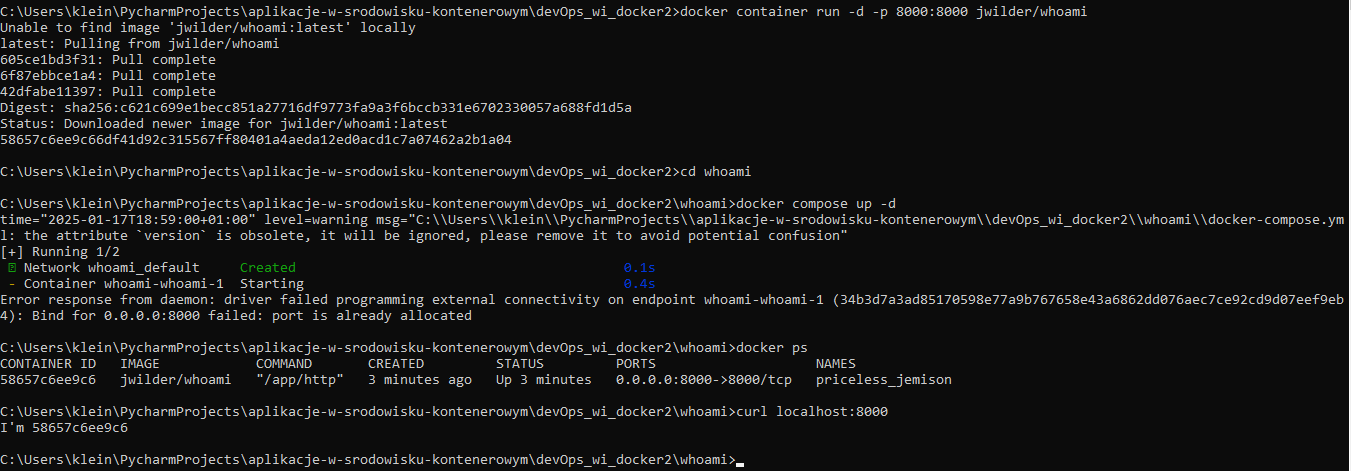 C:\Users\klein\PycharmProjects\aplikacje-w-srodowisku-kontenerowym\devOps_wi_docker2>docker container run -d -p 8000:8000 jwilder/whoami
Unable to find image 'jwilder/whoami:latest' locally
latest: Pulling from jwilder/whoami
605ce1bd3f31: Pull complete
6f87ebbce1a4: Pull complete
42dfabe11397: Pull complete
Digest: sha256:c621c699e1becc851a27716df9773fa9a3f6bccb331e6702330057a688fd1d5a
Status: Downloaded newer image for jwilder/whoami:latest
58657c6ee9c66df41d92c315567ff80401a4aeda12ed0acd1c7a07462a2b1a04
C:\Users\klein\PycharmProjects\aplikacje-w-srodowisku-kontenerowym\devOps_wi_docker2>cd whoami
C:\Users\klein\PycharmProjects\aplikacje-w-srodowisku-kontenerowym\devOps_wi_docker2\whoami>docker compose up -d
time="2025-01-17T18:59:00+01:00" level=warning msg="C:\\Users\\klein\\PycharmProjects\\aplikacje-w-srodowisku-kontenerowym\\devOps_wi_docker2\\whoami\\docker-compose.ym
l: the attribute `version` is obsolete, it will be ignored, please remove it to avoid potential confusion"
[+] Running 1/2
Network whoami_default Created 0.1s
- Container whoami-whoami-1 Starting 0.4s
Error response from daemon: driver failed programming external connectivity on endpoint whoami-whoami-1 (34b3d7a3ad85170598e77a9b767658e43a6862dd076aec7ce92cd9d07eef9eb
4): Bind for 0.0.0.0:8000 failed: port is already allocated
C:\Users\klein\PycharmProjects\aplikacje-w-srodowisku-kontenerowym\devOps_wi_docker2\whoami>docker ps
CONTAINER ID IMAGE COMMAND CREATED STATUS PORTS NAMES
58657c6ee9c6 jwilder/whoami "/app/http" 3 minutes ago Up 3 minutes 0.0.0.0:8000->8000/tcp priceless_jemison
C:\Users\klein\PycharmProjects\aplikacje-w-srodowisku-kontenerowym\devOps_wi_docker2\whoami>curl localhost:8000
I'm 58657c6ee9c6
C:\Users\klein\PycharmProjects\aplikacje-w-srodowisku-kontenerowym\devOps_wi_docker2\whoami>